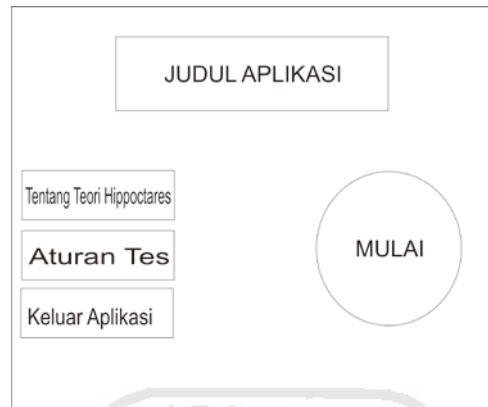 JUDUL APLIKASI
Tentang Teori Hippoctares
Aturan Tes
MULAI
Keluar Aplikasi